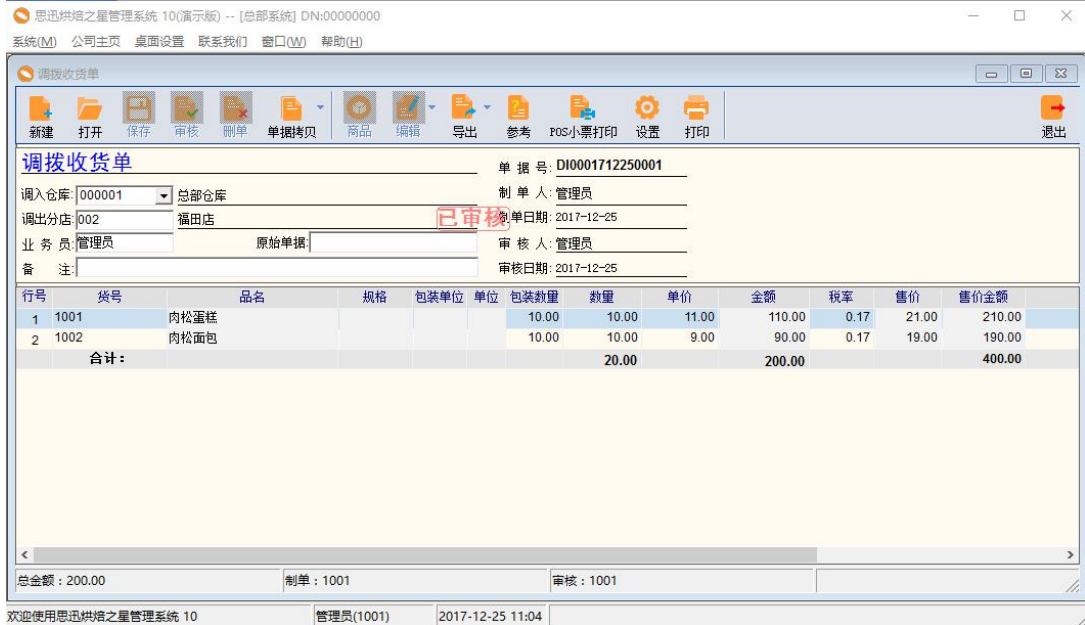 思迅烘焙之星管理系统 10(演示版) -- [总部系统] DN:00000000
系统(M) 公司主页 桌面设置 联系我们 窗口(W) 帮助(H)
调拨收货单
新建 打开 保存 审核 删单 单据拷贝 商品 编辑 导出 参考 POS小票打印 设置 打印 退出
调拨收货单
单 据 号: DI0001712250001
调入仓库: 000001 总部仓库
制 单 人: 管理员
调出分店: 002 福田店
已审核
制单日期: 2017-12-25
业 务 员: 管理员 原始单据:
审 核 人: 管理员
备 注:
审核日期: 2017-12-25
行号 货号 品名 规格 包装单位 单位 包装数量 数量 单价 金额 税率 售价 售价金额
1 1001 肉松蛋糕 10.00 10.00 11.00 110.00 0.17 21.00 210.00
2 1002 肉松面包 10.00 10.00 9.00 90.00 0.17 19.00 190.00
合计: 20.00 200.00 400.00
总金额:200.00 制单:1001 审核:1001
欢迎使用思迅烘焙之星管理系统 10 管理员(1001) 2017-12-25 11:04